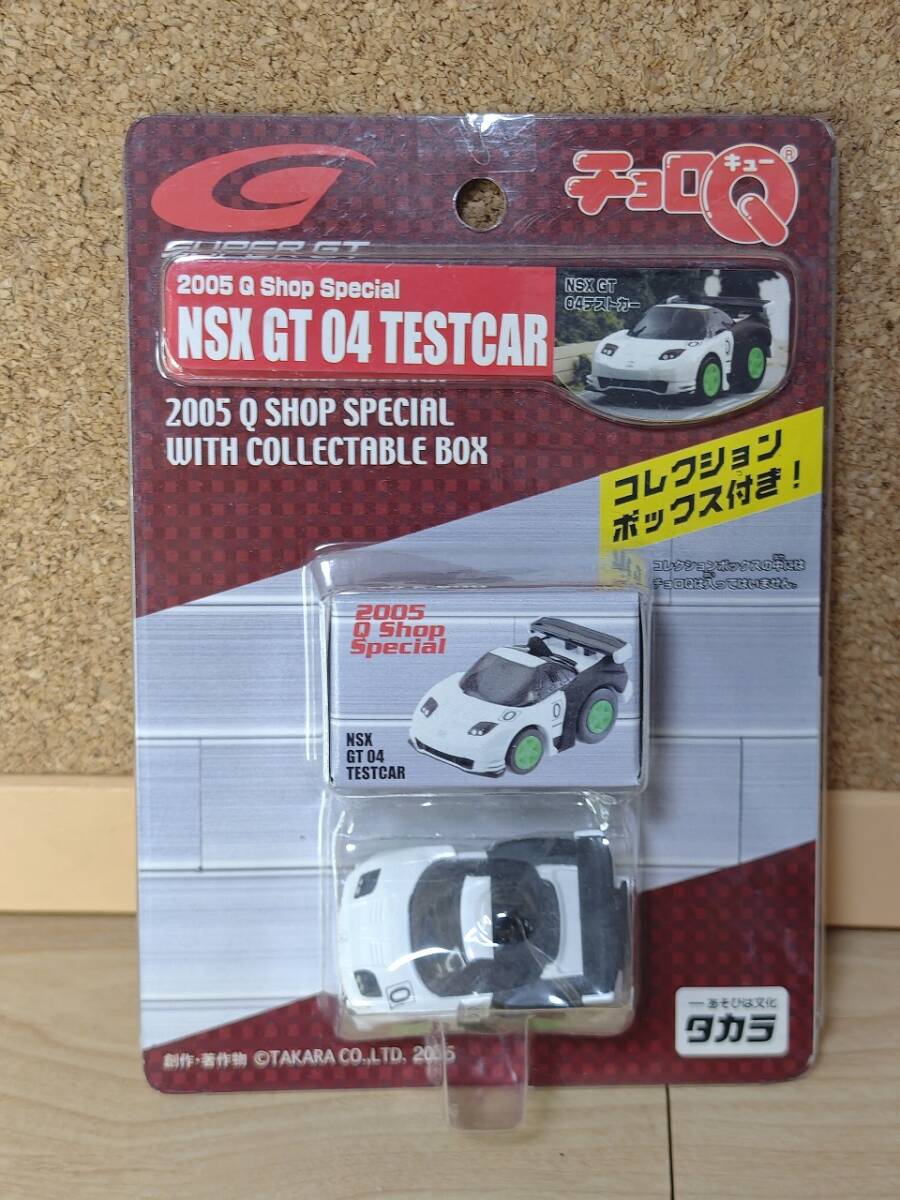 SUPER GT
チョロQ
キュー
®
2005 Q Shop Special
NSX GT 04 TESTCAR
NSX GT
04テストカー
2005 Q SHOP SPECIAL
WITH COLLECTABLE BOX
コレクション
ボックス付き!
コレクションボックスの中には
チョロQは入ってはいません。
2005
Q Shop
Special
0
NSX
GT 04
TESTCAR
0
あそびは文化
タカラ
創作・著作物 ©TAKARA CO.,LTD. 2005